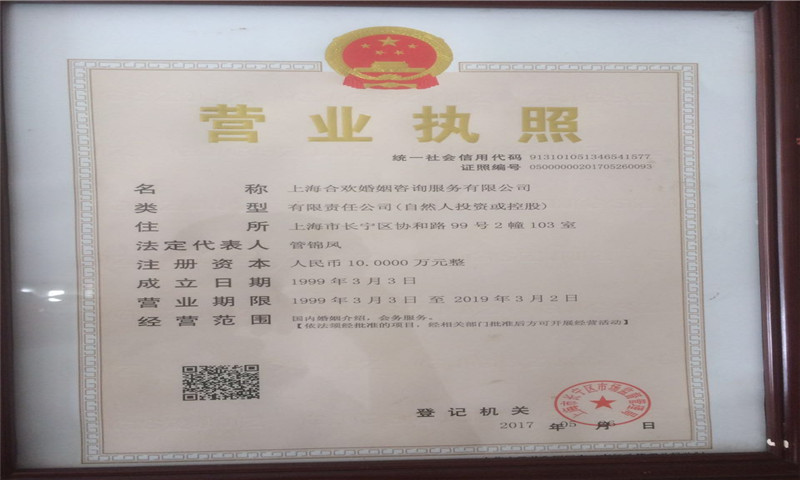 营业执照
统一社会信用代码 913101051346541577
证照编号 05000000201705260093
名称 上海合欢婚姻咨询服务有限公司
类型 有限责任公司(自然人投资或控股)
住所 上海市长宁区协和路99号2幢103室
法定代表人 管锦凤
注册资本 人民币10.0000万元整
成立日期 1999年3月3日
营业期限 1999年3月3日 至 2019年3月2日
经营范围 国内婚姻介绍,会务服务。
【依法须经批准的项目,经相关部门批准后方可开展经营活动】
登记机关
2017 年 05 月 日